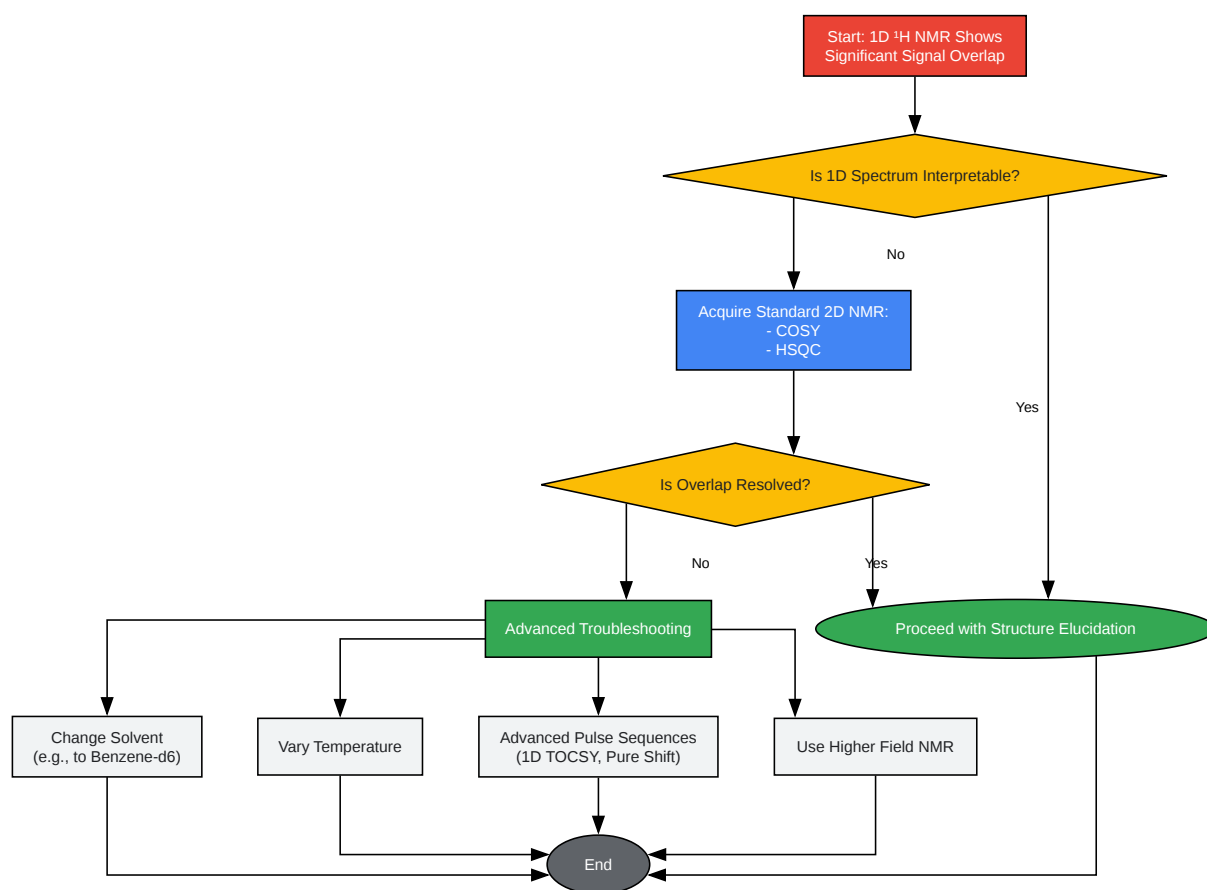 Start: 1D ¹H NMR Shows
Significant Signal Overlap
Is 1D Spectrum Interpretable?
No
Acquire Standard 2D NMR:
- COSY
- HSQC
Yes
Is Overlap Resolved?
No
Yes
Advanced Troubleshooting
Proceed with Structure Elucidation
Change Solvent
(e.g., to Benzene-d6)
Vary Temperature
Advanced Pulse Sequences
(1D TOCSY, Pure Shift)
Use Higher Field NMR
End